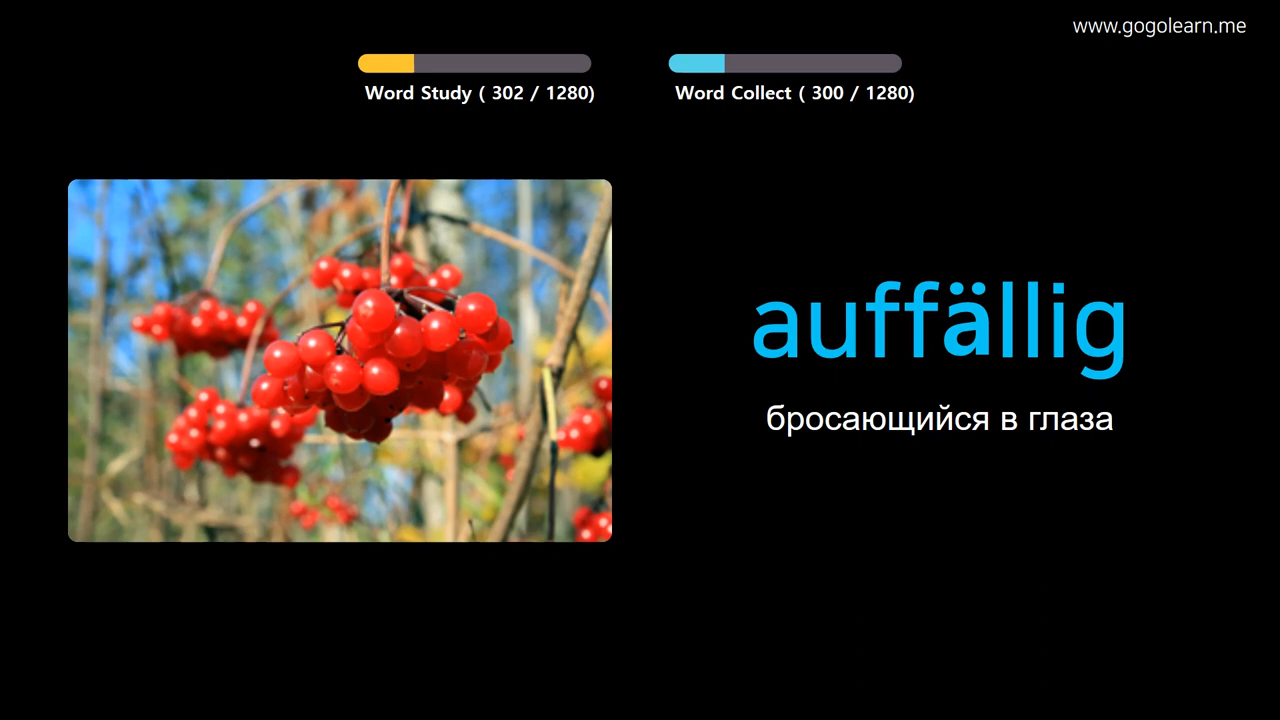 www.gogolearn.me
Word Study ( 302 / 1280)
Word Collect ( 300 / 1280)
auffällig
бросающийся в глаза